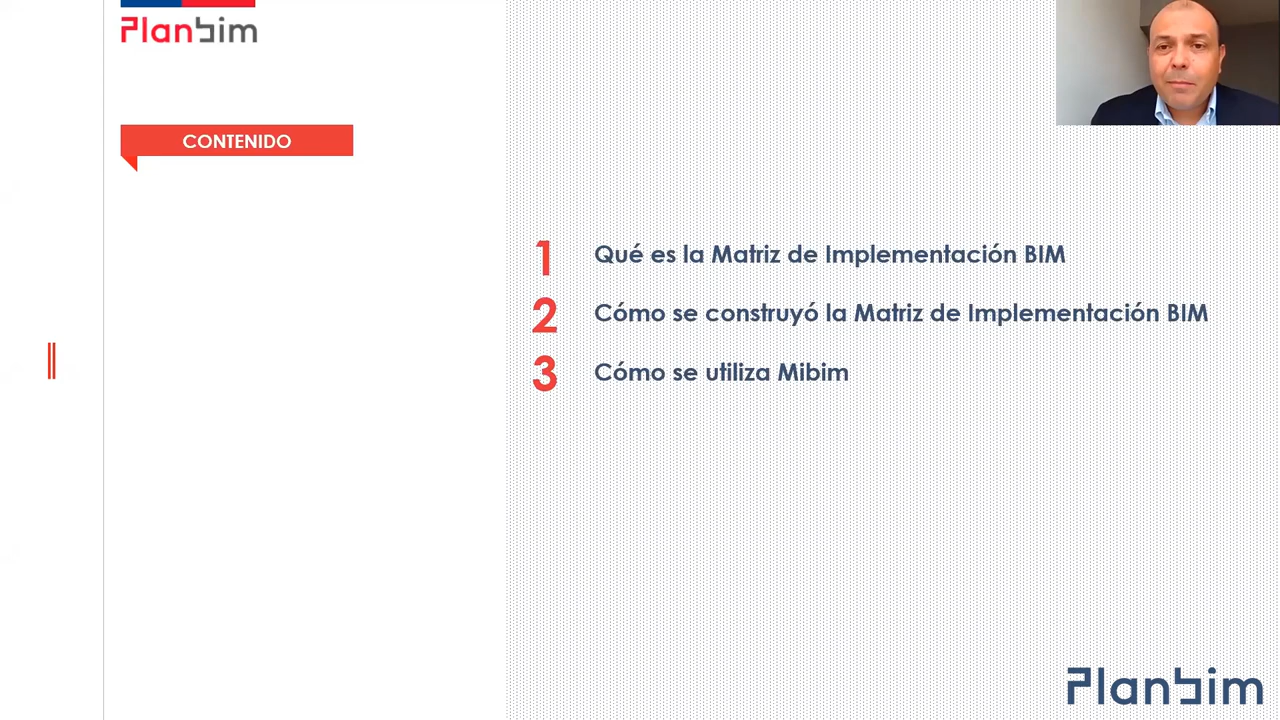 Planbim
CONTENIDO
1 Qué es la Matriz de Implementación BIM
2 Cómo se construyó la Matriz de Implementación BIM
3 Cómo se utiliza Mibim
Planbim